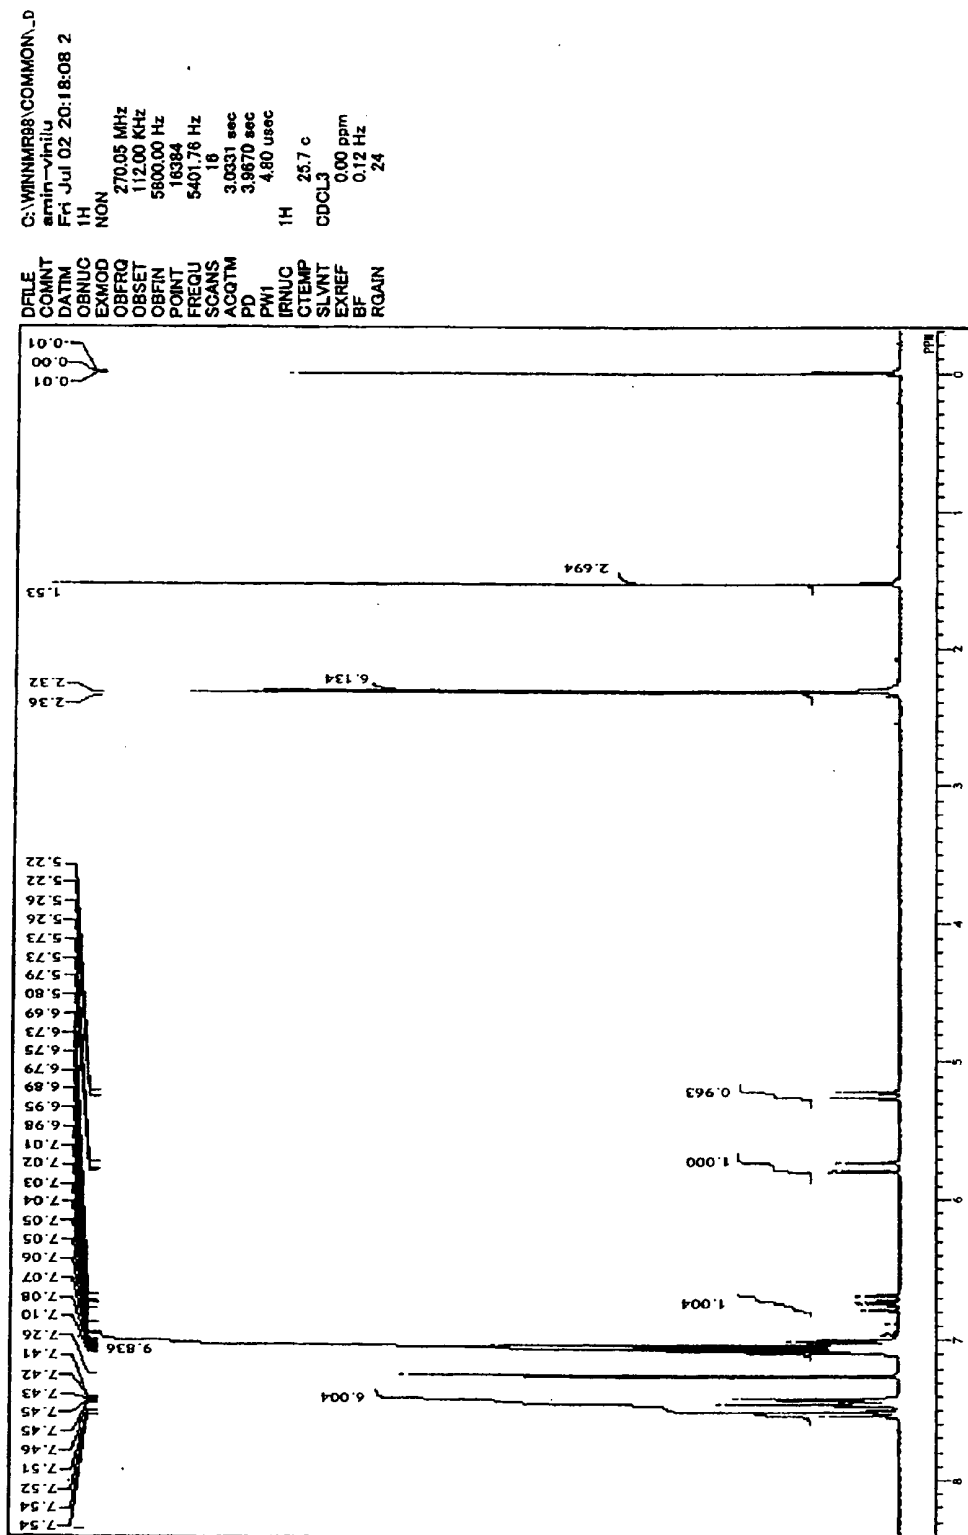 DFILE C:\WINNMR98\COMMON\_D
COMNT amin-vinilu
DATIM Fri Jul 02 20:18:08 2
OBNUC 1H
EXMOD NON
OBFRQ 270.05 MHz
OBSET 112.00 KHz
OBFIN 5800.00 Hz
POINT 16384
FREQU 5401.76 Hz
SCANS 16
ACQTM 3.0331 sec
PD 3.9670 sec
PW1 4.80 usec
IRNUC 1H
CTEMP 25.7 c
SLVNT CDCL3
EXREF 0.00 ppm
BF 0.12 Hz
RGAIN 24
-0.01
0.00
0.01
1.53
2.32
2.36
5.22
5.22
5.26
5.26
5.73
5.73
5.79
5.80
6.69
6.73
6.75
6.79
6.89
6.95
6.98
7.01
7.02
7.03
7.04
7.05
7.05
7.06
7.07
7.08
7.10
7.26
7.41
7.42
7.43
7.45
7.45
7.46
7.51
7.52
7.54
7.54
2.694
6.134
0.963
1.000
1.004
9.836
6.004
PPM
0
1
2
3
4
5
6
7
8